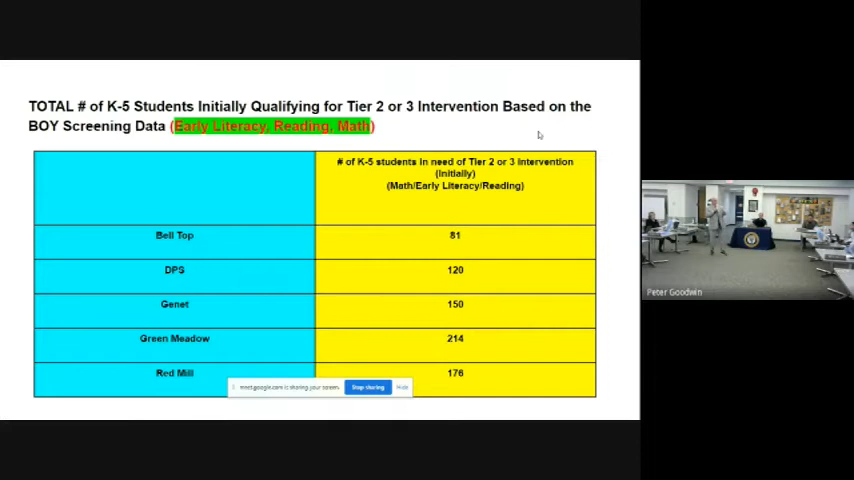 TOTAL # of K-5 Students Initially Qualifying for Tier 2 or 3 Intervention Based on the
BOY Screening Data (Early Literacy, Reading, Math)
# of K-5 students in need of Tier 2 or 3 Intervention
(Initially)
(Math/Early Literacy/Reading)
Bell Top 81
DPS 120
Genet 150
Green Meadow 214
Red Mill 176
meet.google.com is sharing your screen. Stop sharing Hide
Peter Goodwin